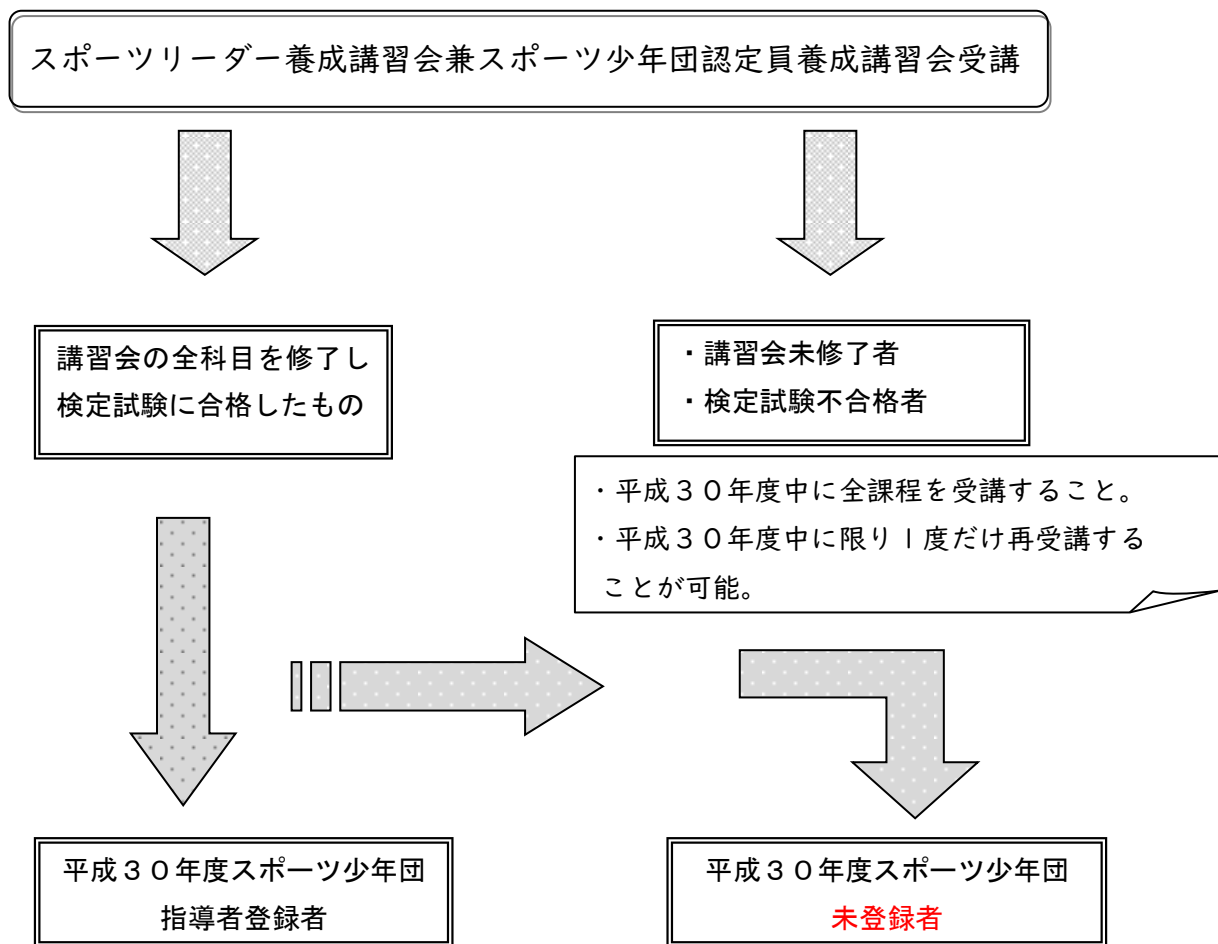 スポーツリーダー養成講習会兼スポーツ少年団認定員養成講習会受講
講習会の全科目を修了し
検定試験に合格したもの
・講習会未修了者
・検定試験不合格者
・平成３０年度中に全課程を受講すること。
・平成３０年度中に限り１度だけ再受講する
ことが可能。
平成３０年度スポーツ少年団
指導者登録者
平成３０年度スポーツ少年団
未登録者